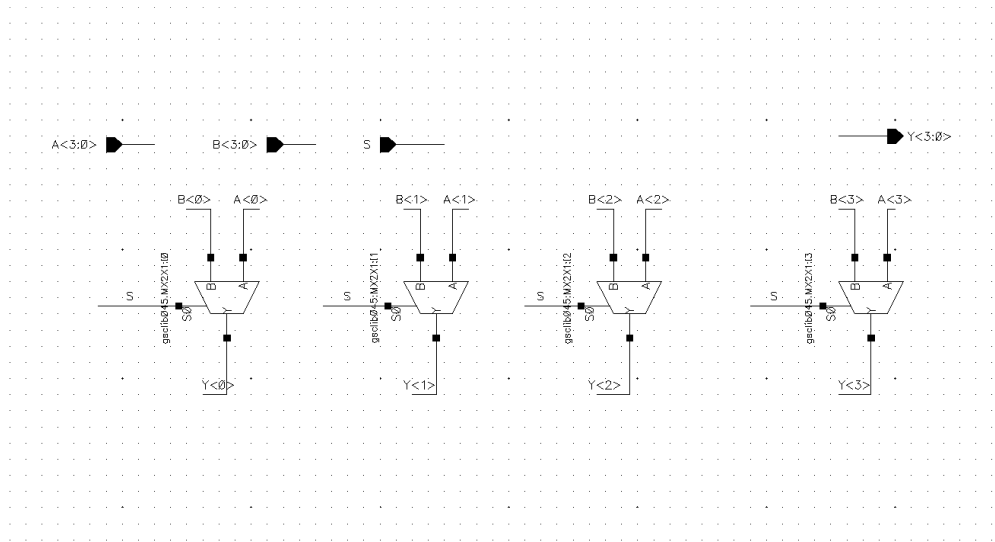 A<3:0> B<3:0> S Y<3:0>
B<0> A<0> B<1> A<1> B<2> A<2> B<3> A<3>
gsclib045:MX2X1:I0 gsclib045:MX2X1:I1 gsclib045:MX2X1:I2 gsclib045:MX2X1:I3
B A B A B A B A
S S0 Y S S0 Y S S0 Y S S0 Y
Y<0> Y<1> Y<2> Y<3>